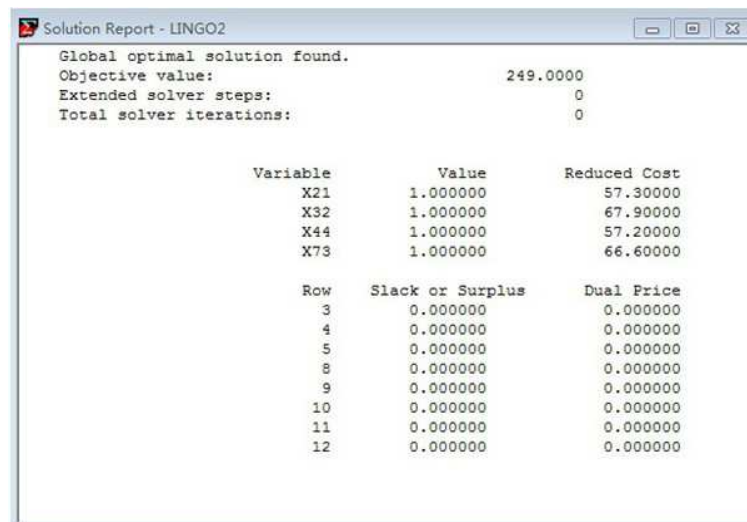 Solution Report - LINGO2
Global optimal solution found.
Objective value: 249.0000
Extended solver steps: 0
Total solver iterations: 0
Variable Value Reduced Cost
X21 1.000000 57.30000
X32 1.000000 67.90000
X44 1.000000 57.20000
X73 1.000000 66.60000
Row Slack or Surplus Dual Price
3 0.000000 0.000000
4 0.000000 0.000000
5 0.000000 0.000000
8 0.000000 0.000000
9 0.000000 0.000000
10 0.000000 0.000000
11 0.000000 0.000000
12 0.000000 0.000000